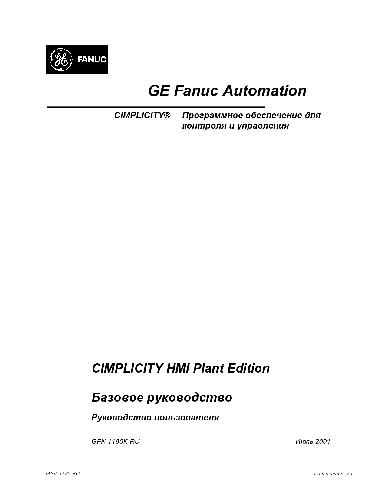 FANUC
GE Fanuc Automation
CIMPLICITY® Программное обеспечение для
контроля и управления
CIMPLICITY HMI Plant Edition
Базовое руководство
Руководство пользователя
GFK-1180K-RU Июль 2001